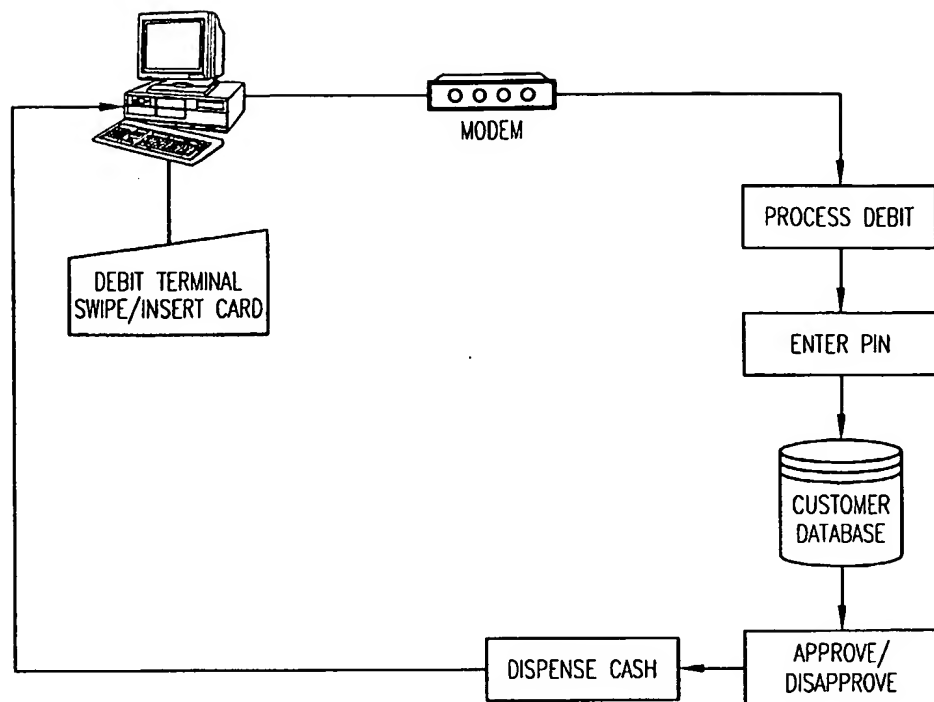 MODEM
PROCESS DEBIT
DEBIT TERMINAL
SWIPE/INSERT CARD
ENTER PIN
CUSTOMER
DATABASE
APPROVE/
DISAPPROVE
DISPENSE CASH